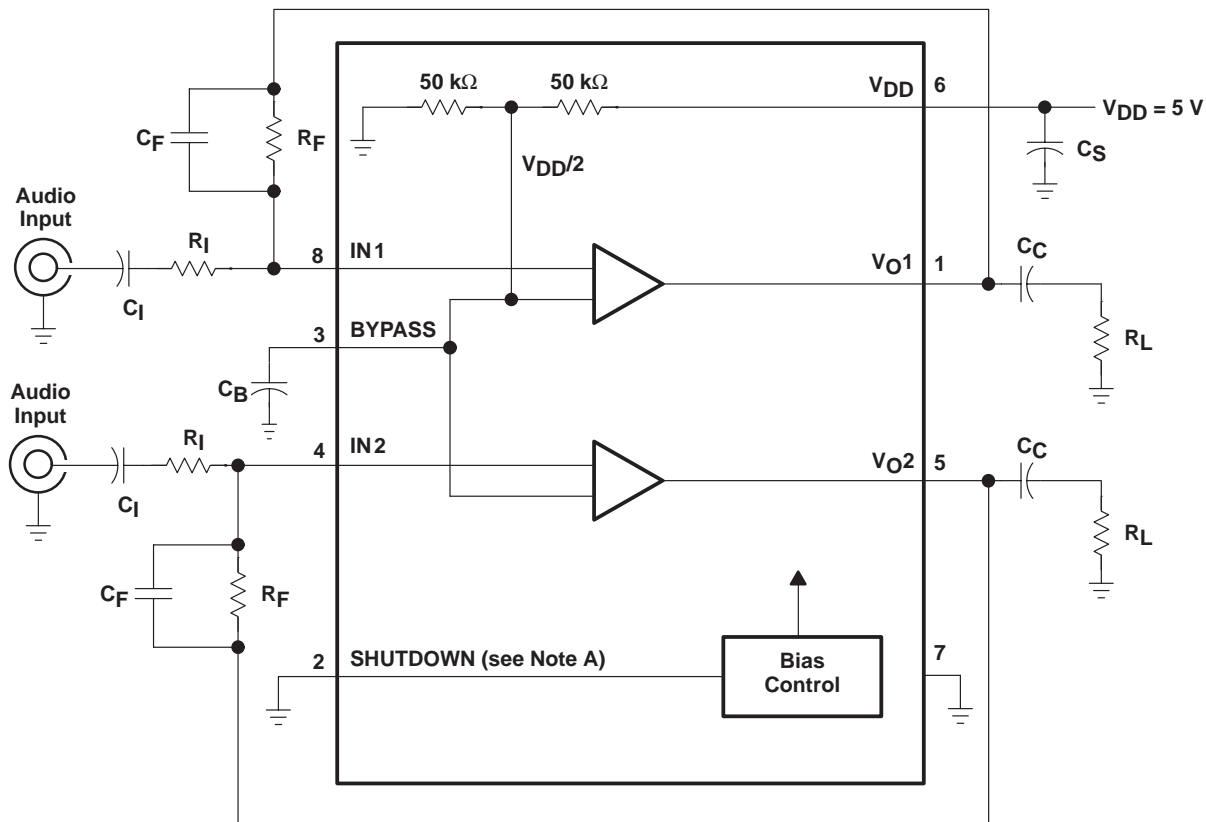 50 kΩ
50 kΩ
VDD
6
VDD = 5 V
CF
RF
VDD/2
CS
Audio
Input
RI
CI
8
IN1
VO1
1
CC
RL
3
BYPASS
CB
Audio
Input
RI
CI
4
IN2
VO2
5
CC
RL
CF
RF
2
SHUTDOWN (see Note A)
Bias
Control
7